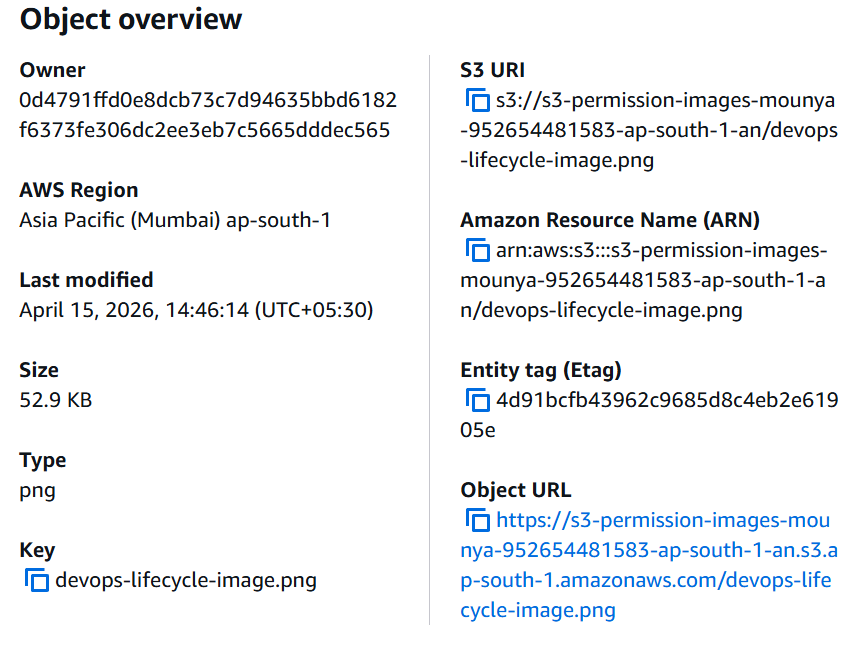 Object overview
Owner
0d4791ffd0e8dcb73c7d94635bbd6182
f6373fe306dc2ee3eb7c5665dddec565
AWS Region
Asia Pacific (Mumbai) ap-south-1
Last modified
April 15, 2026, 14:46:14 (UTC+05:30)
Size
52.9 KB
Type
png
Key
devops-lifecycle-image.png
S3 URI
s3://s3-permission-images-mounya
-952654481583-ap-south-1-an/devops
-lifecycle-image.png
Amazon Resource Name (ARN)
arn:aws:s3:::s3-permission-images-
mounya-952654481583-ap-south-1-a
n/devops-lifecycle-image.png
Entity tag (Etag)
4d91bcfb43962c9685d8c4eb2e619
05e
Object URL
https://s3-permission-images-mou
nya-952654481583-ap-south-1-an.s3.a
p-south-1.amazonaws.com/devops-life
cycle-image.png